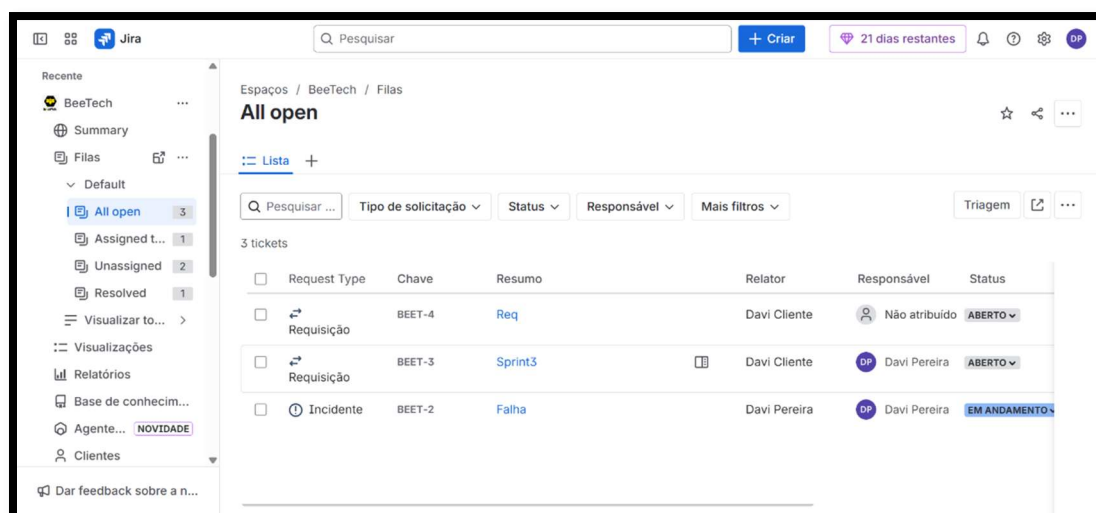 Jira
Pesquisar
+ Criar
21 dias restantes
DP
Recente
BeeTech
Summary
Filas
Default
All open 3
Assigned t... 1
Unassigned 2
Resolved 1
Visualizar to...
Visualizações
Relatórios
Base de conhecim...
Agente... NOVIDADE
Clientes
Dar feedback sobre a n...
Espaços / BeeTech / Filas
All open
Lista
Pesquisar ... Tipo de solicitação Status Responsável Mais filtros Triagem
3 tickets
Request Type Chave Resumo Relator Responsável Status
Requisição BEET-4 Req Davi Cliente Não atribuído ABERTO
Requisição BEET-3 Sprint3 Davi Cliente DP Davi Pereira ABERTO
Incidente BEET-2 Falha Davi Pereira DP Davi Pereira EM ANDAMENTO